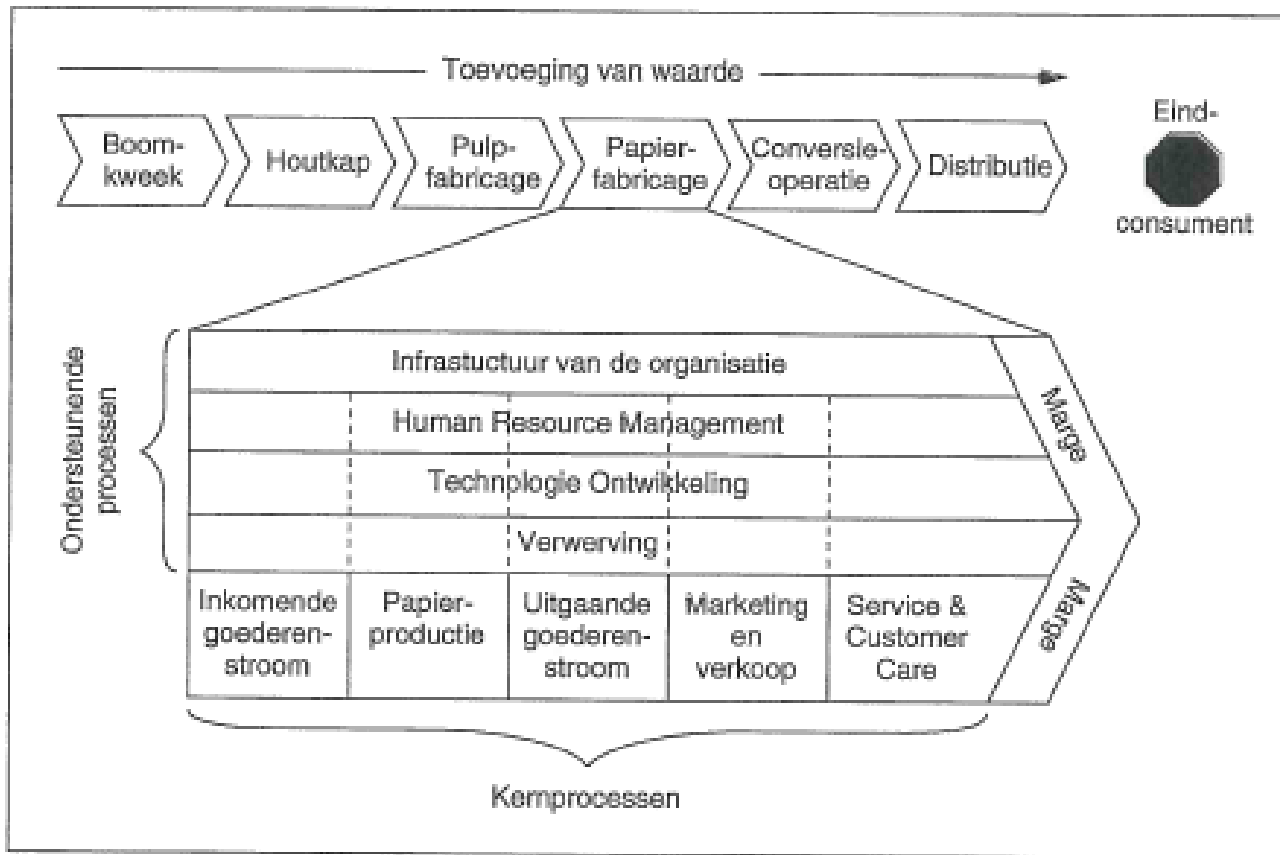 Toevoeging van waarde
Boom-
kweek
Houtkap
Pulp-
fabricage
Papier-
fabricage
Conversie-
operatie
Distributie
Eind-
consument
Ondersteunende
processen
Infrastuctuur van de organisatie
Human Resource Management
Technologie Ontwikkeling
Verwerving
Inkomende
goederen-
stroom
Papier-
productie
Uitgaande
goederen-
stroom
Marketing
en
verkoop
Service &
Customer
Care
Marge
Marge
Kernprocessen